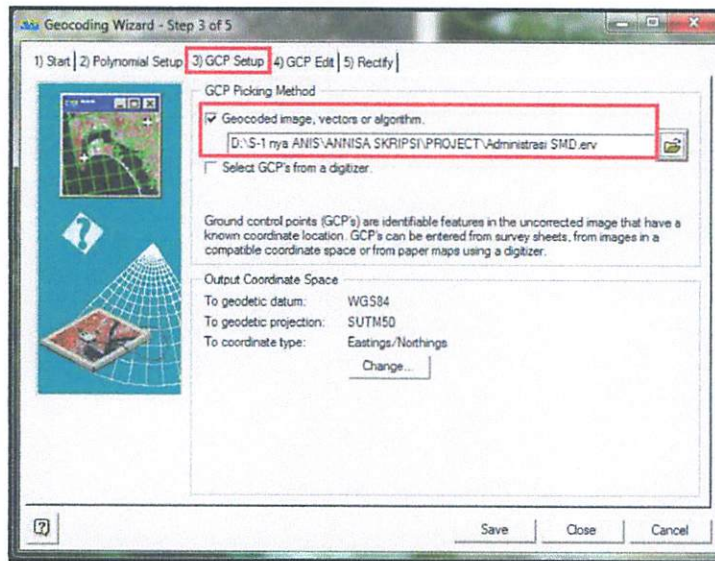 Geocoding Wizard - Step 3 of 5
1) Start 2) Polynomial Setup 3) GCP Setup 4) GCP Edit 5) Rectify
GCP Picking Method
Geocoded image, vectors or algorithm.
D:\S-1 nya ANIS\ANNISA SKRIPSI\PROJECT\Administrasi SMD.erv
Select GCP's from a digitizer.
Ground control points (GCP's) are identifiable features in the uncorrected image that have a
known coordinate location. GCP's can be entered from survey sheets, from images in a
compatible coordinate space or from paper maps using a digitizer.
Output Coordinate Space
To geodetic datum: WGS84
To geodetic projection: SUTM50
To coordinate type: Eastings/Northings
Change...
Save Close Cancel